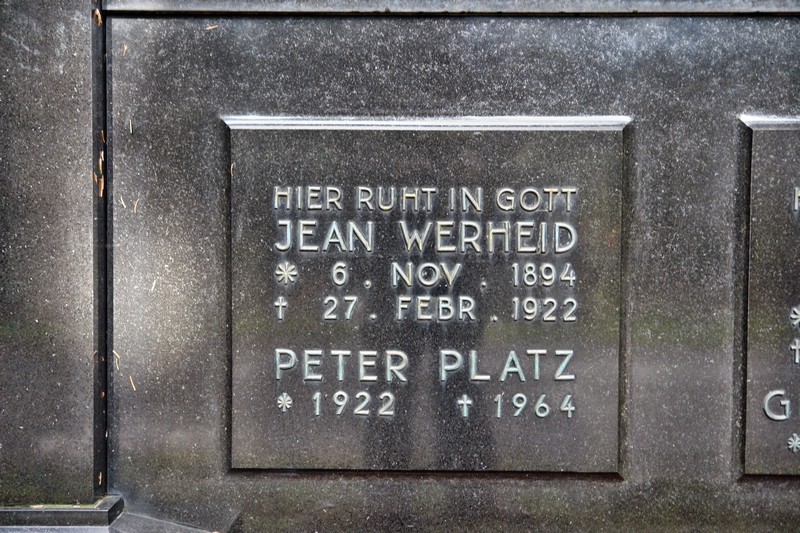 HIER RUHT IN GOTT
JEAN WERHEID
* 6. NOV. 1894
† 27. FEBR. 1922
PETER PLATZ
* 1922 † 1964
G